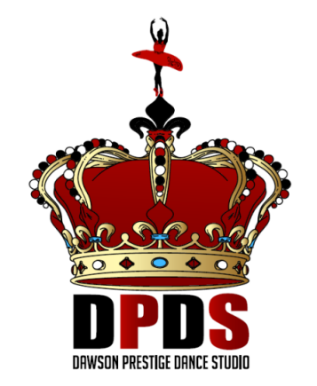 DPDS
DAWSON PRESTIGE DANCE STUDIO